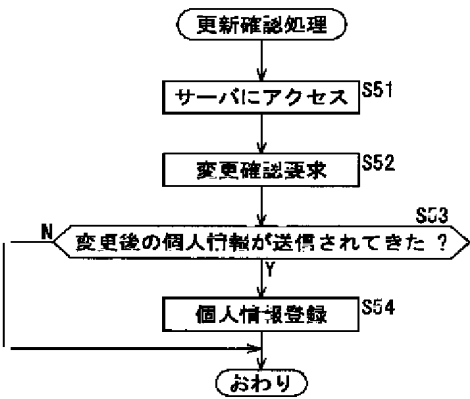 更新確認処理
サーバにアクセス S51
変更確認要求 S52
S53
N 変更後の個人情報が送信されてきた ?
Y
個人情報登録 S54
おわり